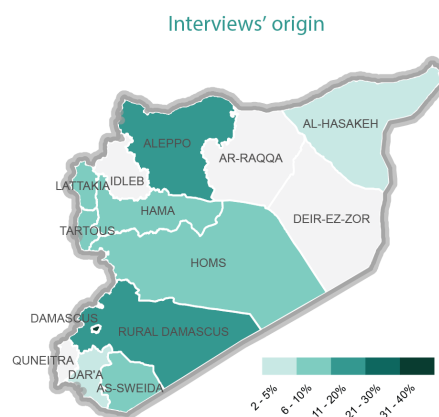 Interviews' origin
AL-HASAKEH
ALEPPO
AR-RAQQA
IDLEB
LATTAKIA
HAMA
DEIR-EZ-ZOR
TARTOUS
HOMS
DAMASCUS
RURAL DAMASCUS
QUNEITRA
DAR'A
AS-SWEIDA
2 - 5%
6 - 10%
11 - 20%
21 - 30%
31 - 40%